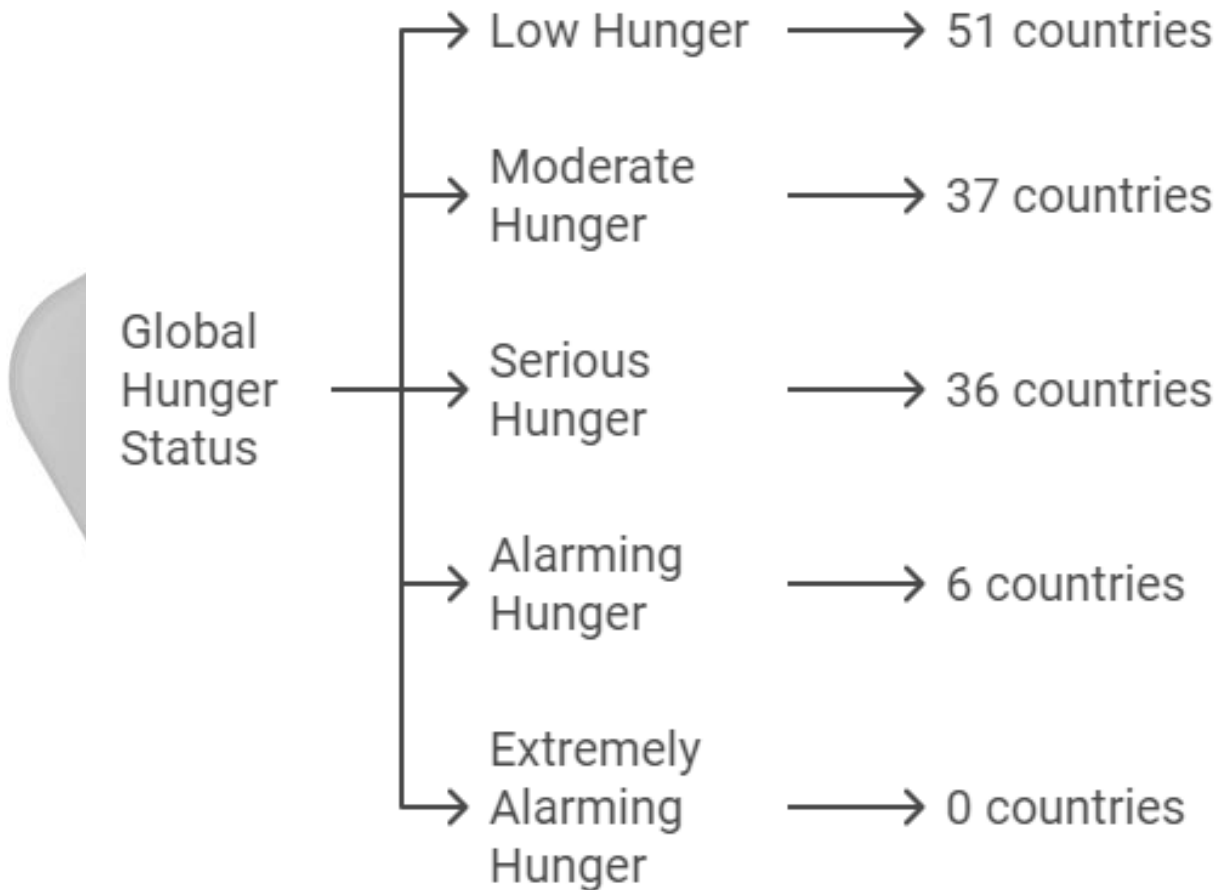 Low Hunger 51 countries
Moderate
Hunger
37 countries
Global
Hunger
Status
Serious
Hunger
36 countries
Alarming
Hunger
6 countries
Extremely
Alarming
Hunger
0 countries